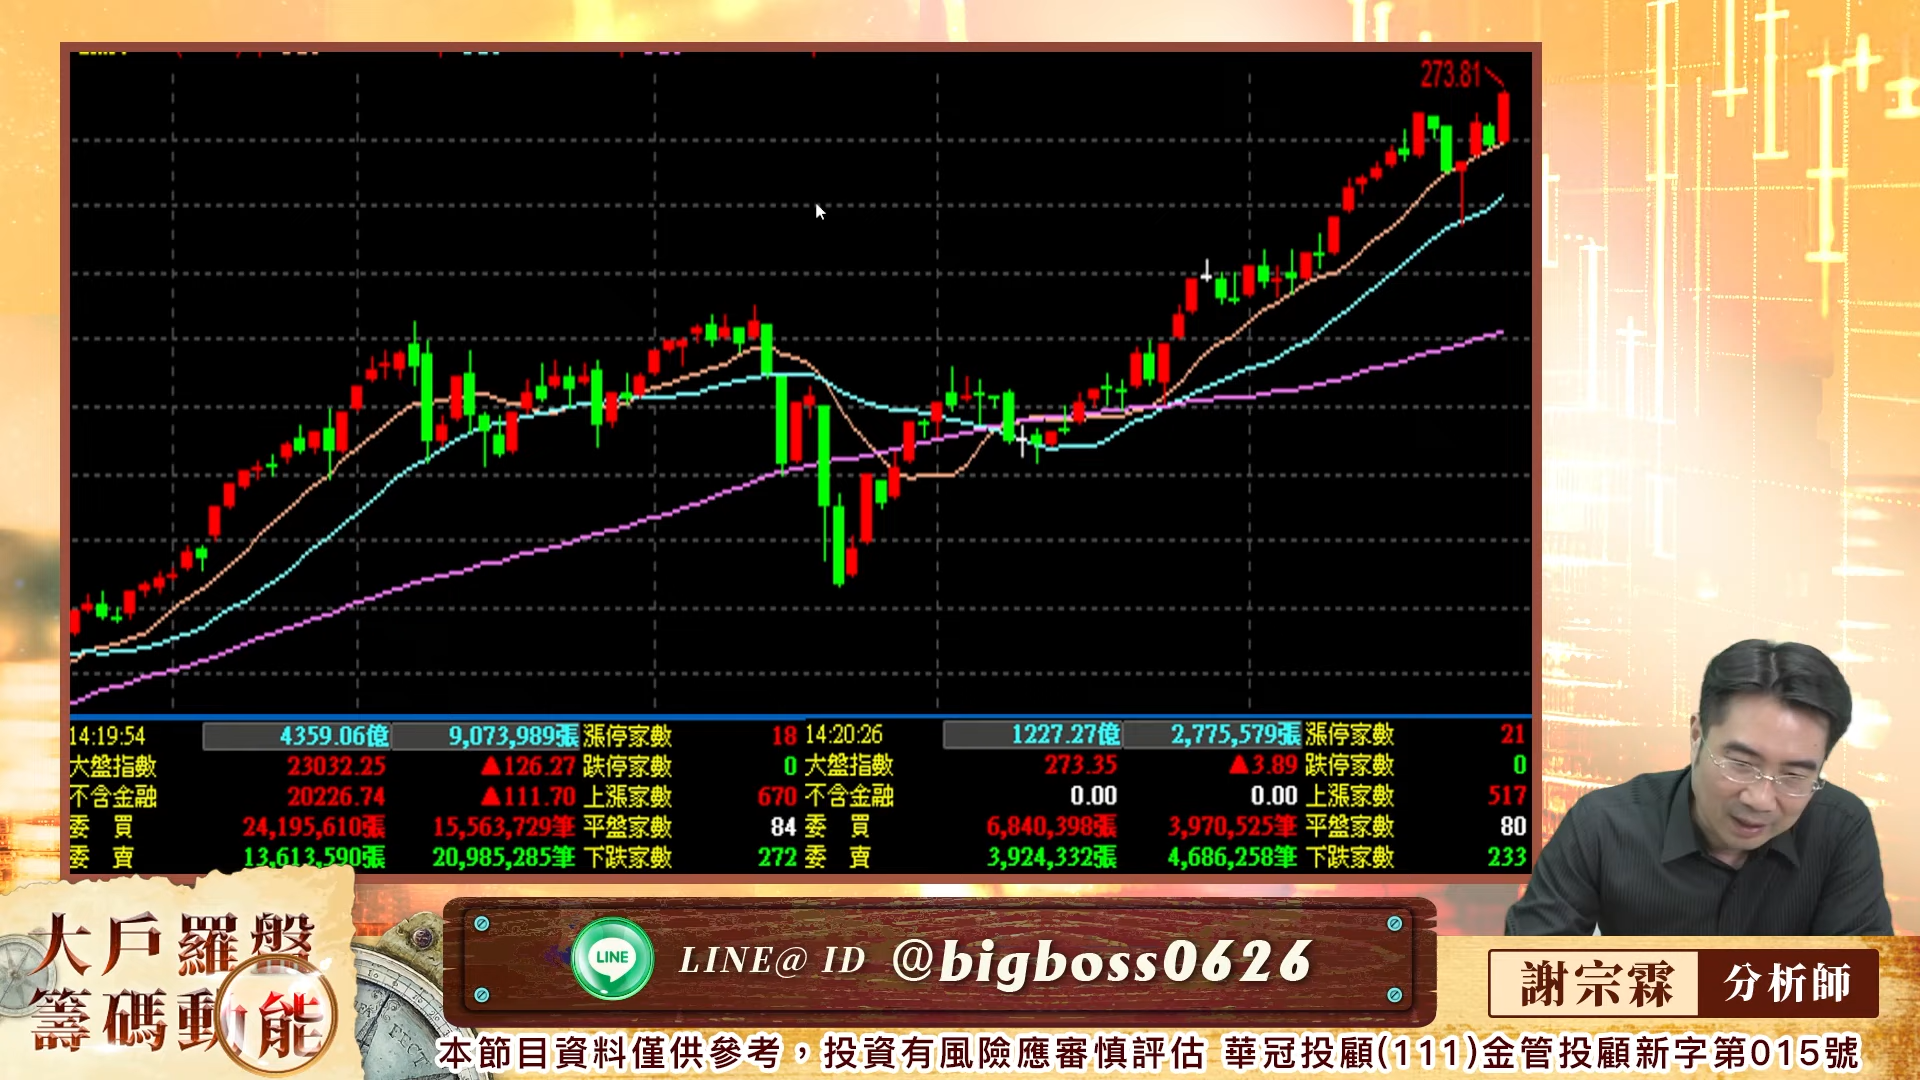 273.81
14:19:54 4359.06億 9,073,989張 漲停家數 18 14:20:26 1227.27億 2,775,579張 漲停家數 21
大盤指數 23032.25 ▲126.27 跌停家數 0 大盤指數 273.35 ▲3.89 跌停家數 0
不含金融 20226.74 ▲111.70 上漲家數 670 不含金融 0.00 0.00 上漲家數 517
委 買 24,195,610張 15,563,729筆 平盤家數 84 委 買 6,840,398張 3,970,525筆 平盤家數 80
委 賣 13,613,590張 20,985,285筆 下跌家數 272 委 賣 3,924,332張 4,686,258筆 下跌家數 233
大戶羅盤
籌碼動能
LINE LINE@ ID @bigboss0626
謝宗霖 分析師
本節目資料僅供參考，投資有風險應審慎評估 華冠投顧(111)金管投顧新字第015號